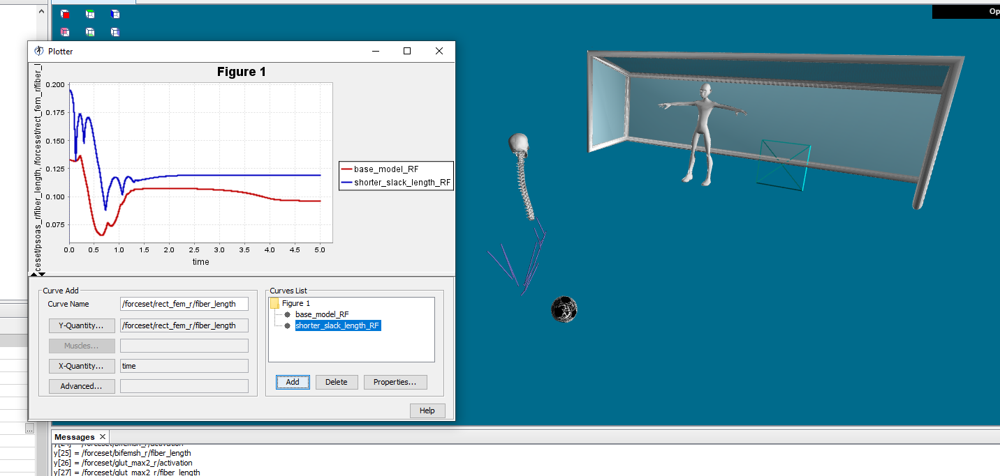 Op
Plotter
Figure 1
ceset/psoas_r/fiber_length, /forceset/rect_fem_r/fiber_l
0.200
0.175
0.150
0.125
0.100
0.075
0.0 0.5 1.0 1.5 2.0 2.5 3.0 3.5 4.0 4.5 5.0
time
base_model_RF
shorter_slack_length_RF
Curve Add
Curve Name /forceset/rect_fem_r/fiber_length
Y-Quantity... /forceset/rect_fem_r/fiber_length
Muscles...
X-Quantity... time
Advanced...
Curves List
Figure 1
base_model_RF
shorter_slack_length_RF
Add Delete Properties...
Help
...
Messages
y[24] = /forceset/bifemsh_r/activation
y[25] = /forceset/bifemsh_r/fiber_length
y[26] = /forceset/glut_max2_r/activation
y[27] = /forceset/glut_max2_r/fiber_length